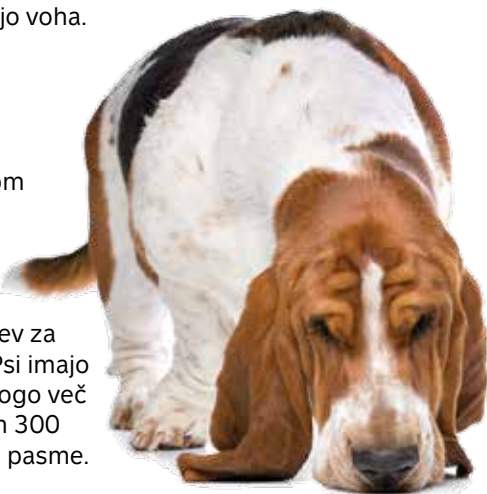 jo voha.
om
ev za
Psi imajo
ogo več
n 300
pasme.